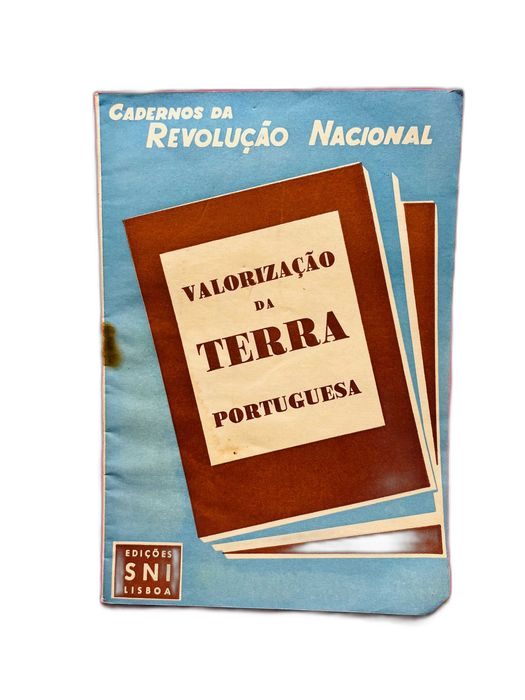 CADERNOS DA
REVOLUÇÃO NACIONAL
VALORIZAÇÃO
DA
TERRA
PORTUGUESA
EDIÇÕES
SNI
LISBOA